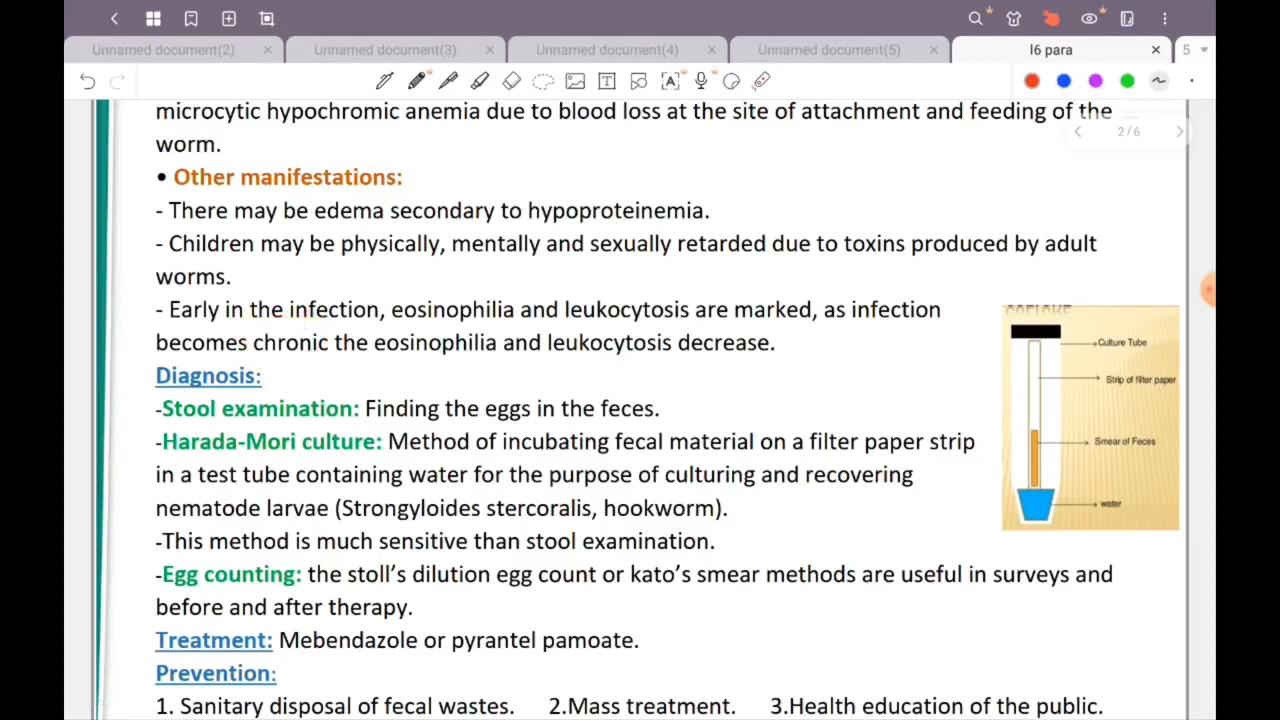 Unnamed document(2)
Unnamed document(3)
Unnamed document(4)
Unnamed document(5)
l6 para
5
2/6
microcytic hypochromic anemia due to blood loss at the site of attachment and feeding of the
worm.
• Other manifestations:
- There may be edema secondary to hypoproteinemia.
- Children may be physically, mentally and sexually retarded due to toxins produced by adult
worms.
- Early in the infection, eosinophilia and leukocytosis are marked, as infection
becomes chronic the eosinophilia and leukocytosis decrease.
Diagnosis:
-Stool examination: Finding the eggs in the feces.
-Harada-Mori culture: Method of incubating fecal material on a filter paper strip
in a test tube containing water for the purpose of culturing and recovering
nematode larvae (Strongyloides stercoralis, hookworm).
-This method is much sensitive than stool examination.
-Egg counting: the stoll's dilution egg count or kato's smear methods are useful in surveys and
before and after therapy.
Treatment: Mebendazole or pyrantel pamoate.
Prevention:
1. Sanitary disposal of fecal wastes. 2.Mass treatment. 3.Health education of the public.
Culture Tube
Strip of filter paper
Smear of Feces
water